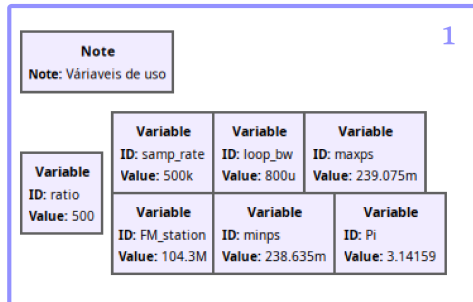 1
Note
Note: Váriaveis de uso
Variable
ID: samp_rate
Value: 500k
Variable
ID: loop_bw
Value: 800u
Variable
ID: maxps
Value: 239.075m
Variable
ID: ratio
Value: 500
Variable
ID: FM_station
Value: 104.3M
Variable
ID: minps
Value: 238.635m
Variable
ID: Pi
Value: 3.14159